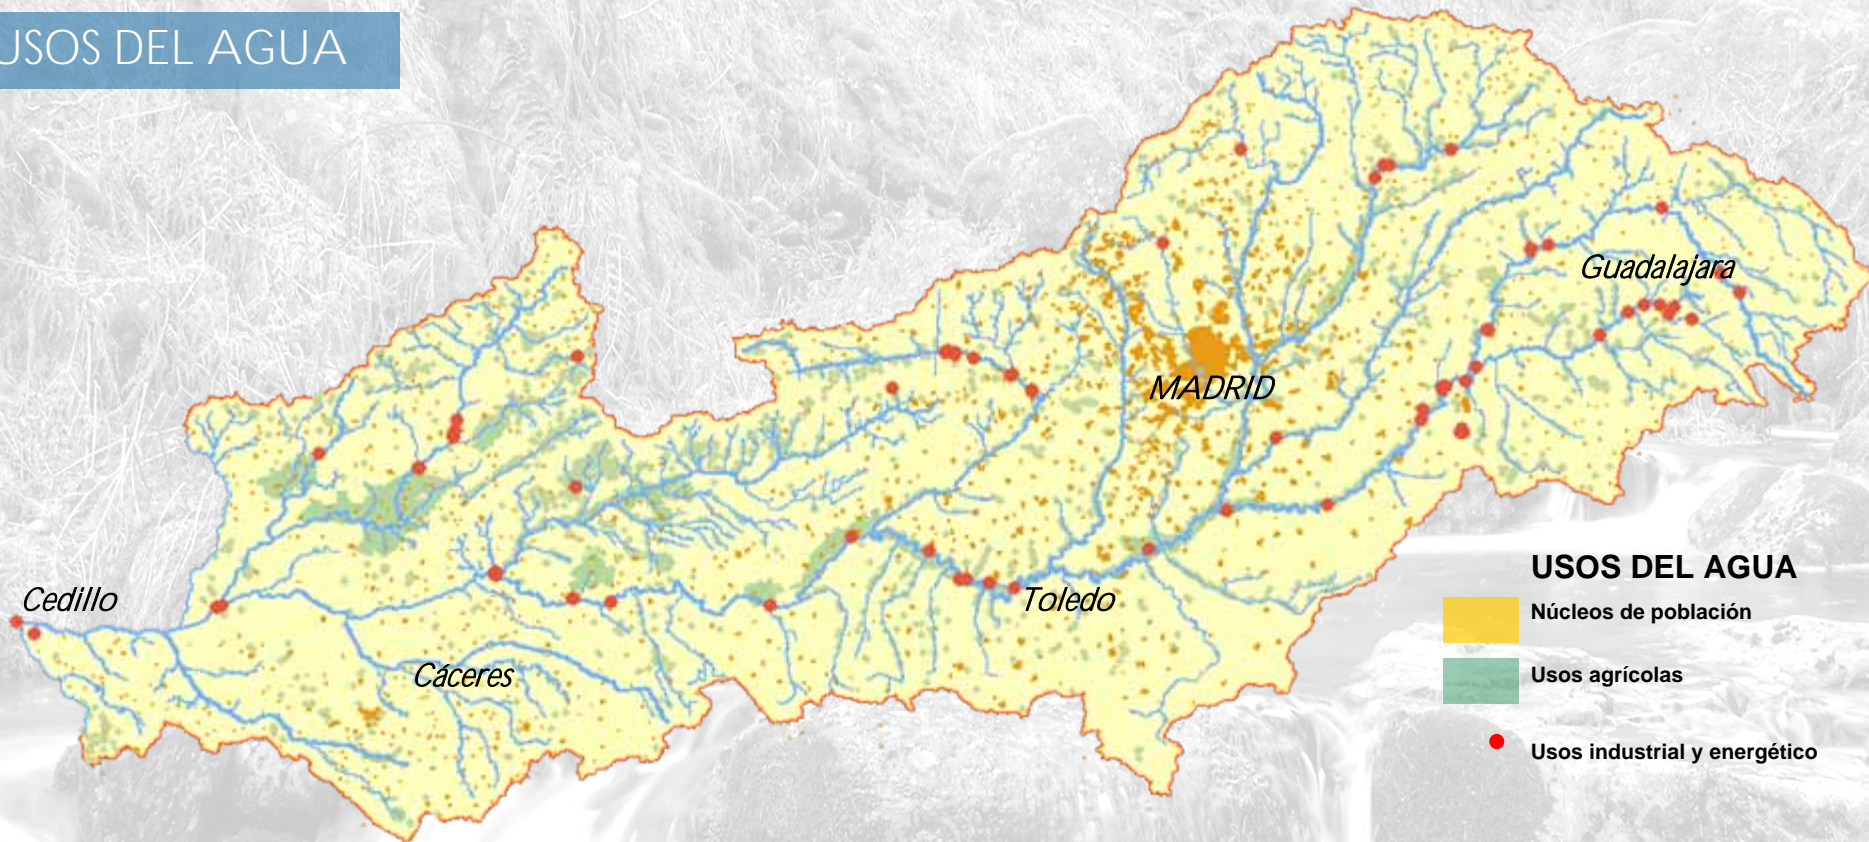 USOS DEL AGUA
Guadalajara
MADRID
Cedillo
Toledo
Cáceres
USOS DEL AGUA
Núcleos de población
Usos agrícolas
Usos industrial y energético